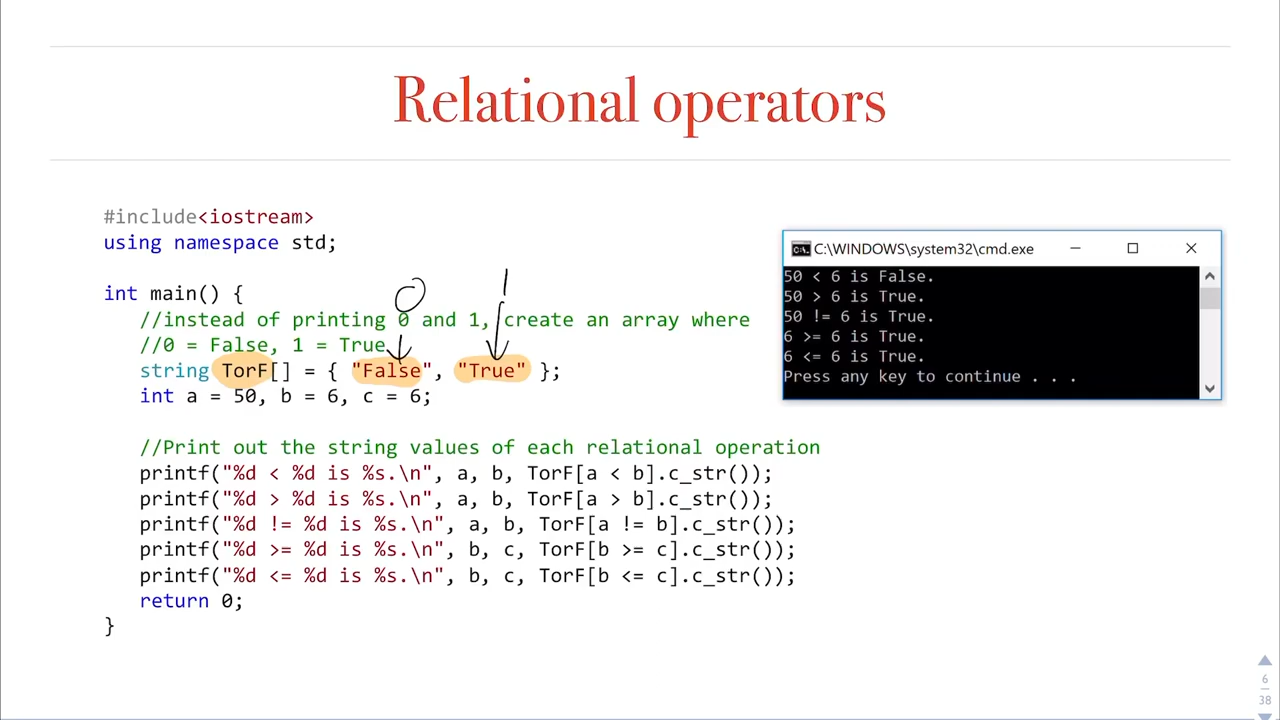 Relational operators
#include<iostream>
using namespace std;
int main() {
0 1
//instead of printing 0 and 1, create an array where
//0 = False, 1 = True
string TorF[] = { "False", "True" };
int a = 50, b = 6, c = 6;
//Print out the string values of each relational operation
printf("%d < %d is %s.\n", a, b, TorF[a < b].c_str());
printf("%d > %d is %s.\n", a, b, TorF[a > b].c_str());
printf("%d != %d is %s.\n", a, b, TorF[a != b].c_str());
printf("%d >= %d is %s.\n", b, c, TorF[b >= c].c_str());
printf("%d <= %d is %s.\n", b, c, TorF[b <= c].c_str());
return 0;
}
C:\WINDOWS\system32\cmd.exe
50 < 6 is False.
50 > 6 is True.
50 != 6 is True.
6 >= 6 is True.
6 <= 6 is True.
Press any key to continue . . .
6
38